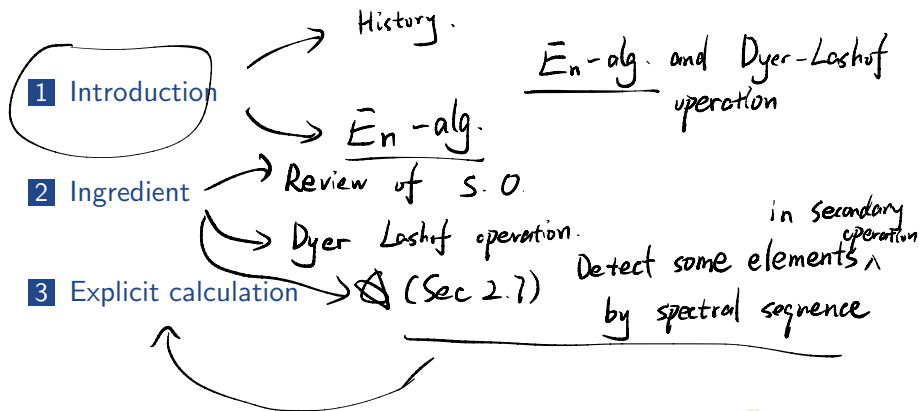 History.
En-alg. and Dyer-Lashof
operation
1 Introduction
En-alg.
Review of S.O.
2 Ingredient
Dyer Lashof operation.
in secondary
operation
Detect some elements ^
3 Explicit calculation
☆ (Sec 2.7)
by spectral sequence